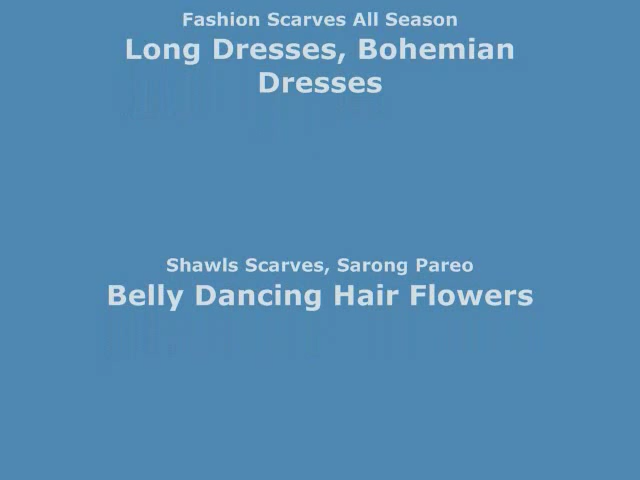 Fashion Scarves All Season
Long Dresses, Bohemian
Dresses
Shawls Scarves, Sarong Pareo
Belly Dancing Hair Flowers